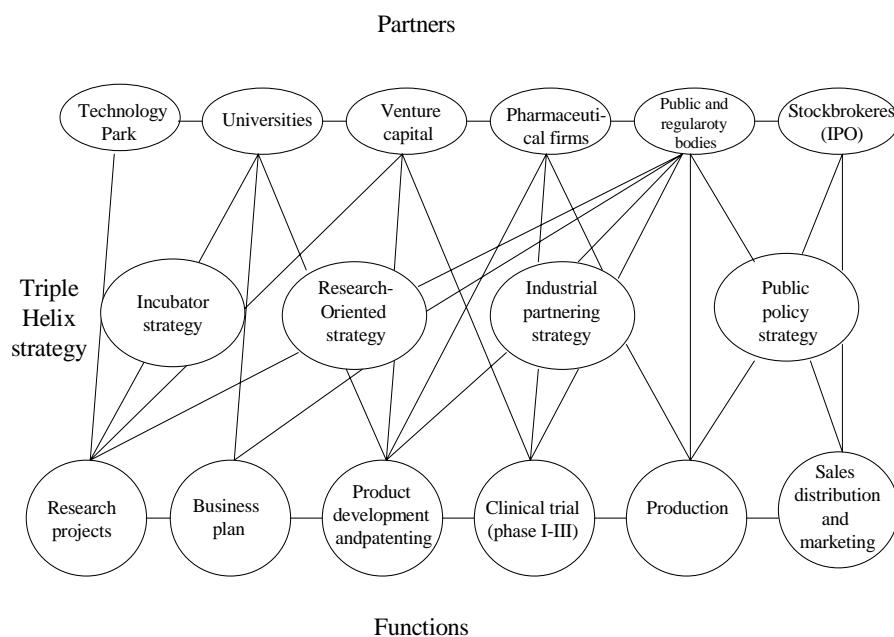 Partners
Technology
Park
Universities
Venture
capital
Pharmaceuti-
cal firms
Public and
regularoty
bodies
Stockbrokeres
(IPO)
Triple
Helix
strategy
Incubator
strategy
Research-
Oriented
strategy
Industrial
partnering
strategy
Public
policy
strategy
Research
projects
Business
plan
Product
development
andpatenting
Clinical trial
(phase I-III)
Production
Sales
distribution
and
marketing
Functions